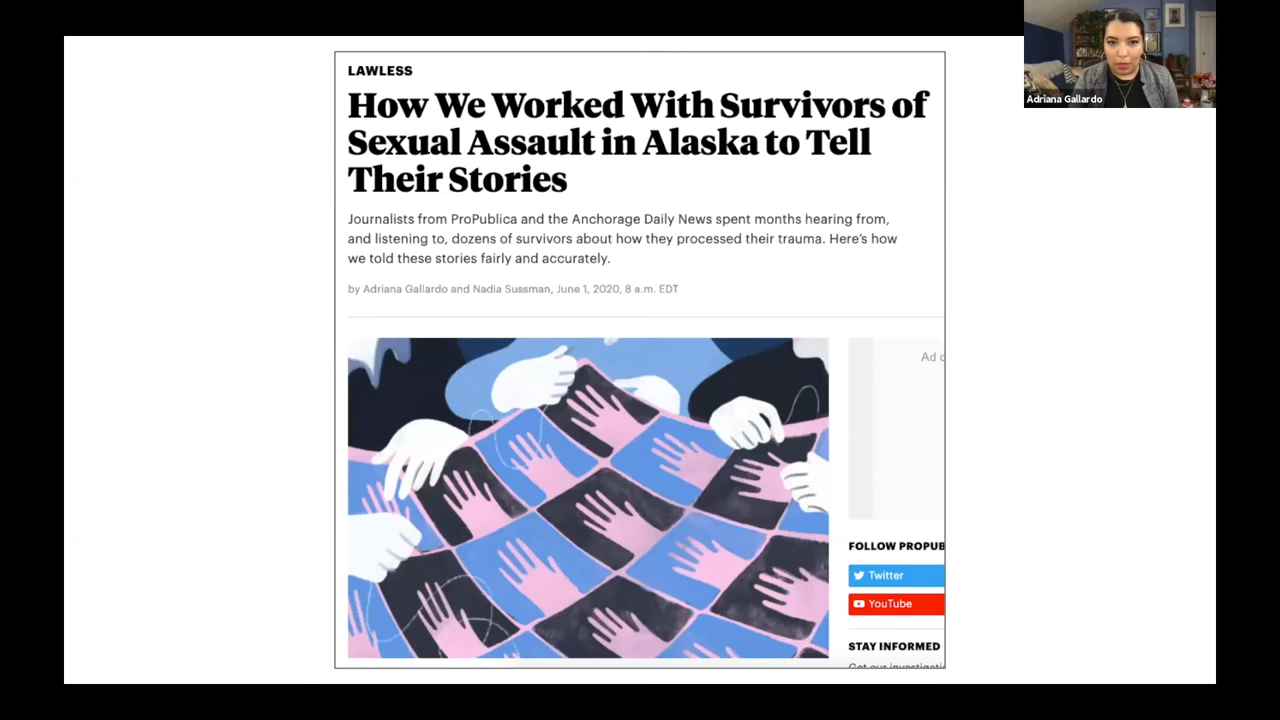 LAWLESS
How We Worked With Survivors of
Sexual Assault in Alaska to Tell
Their Stories
Journalists from ProPublica and the Anchorage Daily News spent months hearing from,
and listening to, dozens of survivors about how they processed their trauma. Here's how
we told these stories fairly and accurately.
by Adriana Gallardo and Nadia Sussman, June 1, 2020, 8 a.m. EDT
Ad
FOLLOW PROPUB
Twitter
YouTube
STAY INFORMED
Get our
Adriana Gallardo